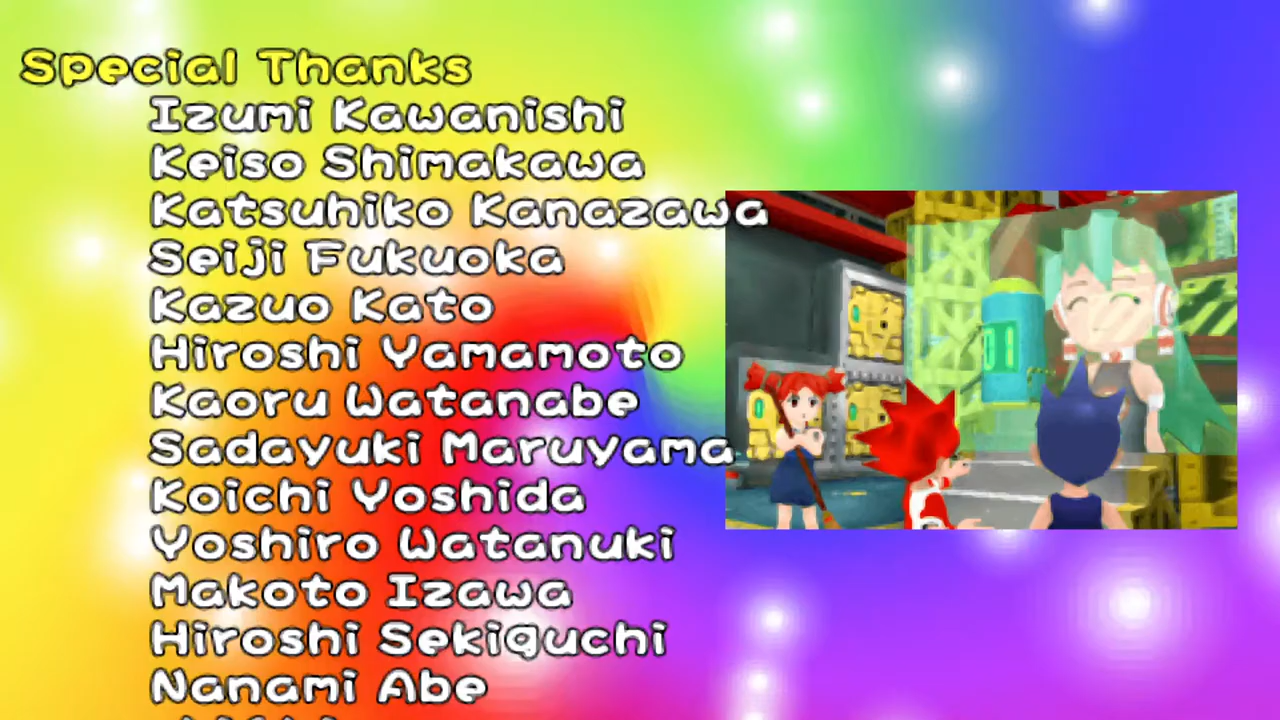 Special Thanks
Izumi Kawanishi
Keiso Shimakawa
Katsuhiko Kanazawa
Seiji Fukuoka
Kazuo Kato
Hiroshi Yamamoto
Kaoru Watanabe
Sadayuki Maruyama
Koichi Yoshida
Yoshiro Watanuki
Makoto Izawa
Hiroshi Sekiguchi
Nanami Abe